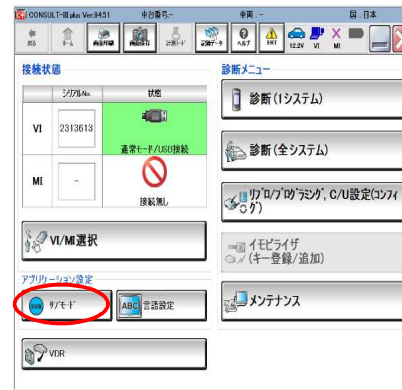 CONSULT-III plus Ver.94.51 車台番号:- 車両 : - 国 : 日本
戻る ホーム 画面印刷 画面保存 計測モード 記録データ ヘルプ ERT 12.2V VI MI
接続状態
シリアルNo. 状態
VI 2313613
通常モード/USB接続
MI -
接続無し
VI/MI選択
アプリケーション設定
サブモード
ABC 言語設定
VDR
診断メニュー
診断(1システム)
診断(全システム)
リプロ/プログラミング, C/U設定(コンフィグ)
イモビライザ
(キー登録/追加)
メンテナンス